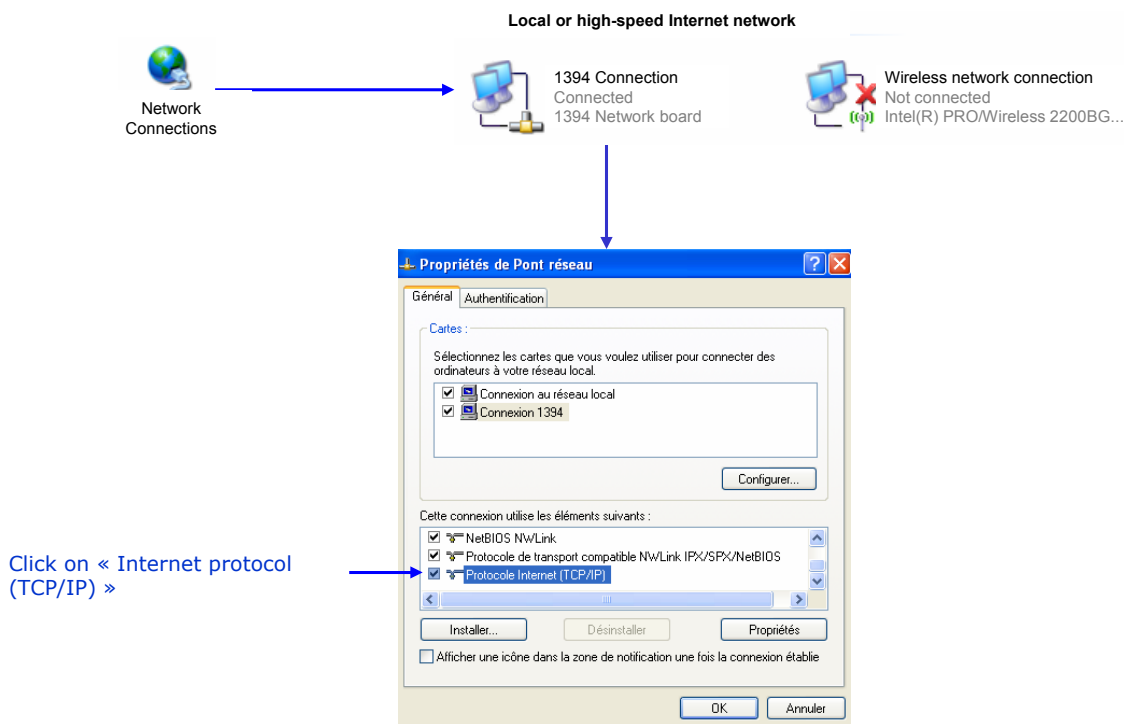 Local or high-speed Internet network
Network
Connections
1394 Connection
Connected
1394 Network board
Wireless network connection
Not connected
Intel(R) PRO/Wireless 2200BG...
Propriétés de Pont réseau
Général
Authentification
Cartes :
Sélectionnez les cartes que vous voulez utiliser pour connecter des
ordinateurs à votre réseau local.
Connexion au réseau local
Connexion 1394
Configurer...
Cette connexion utilise les éléments suivants :
NetBIOS NWLink
Protocole de transport compatible NWLink IPX/SPX/NetBIOS
Protocole Internet (TCP/IP)
Click on « Internet protocol
(TCP/IP) »
Installer...
Désinstaller
Propriétés
Afficher une icône dans la zone de notification une fois la connexion établie
OK
Annuler